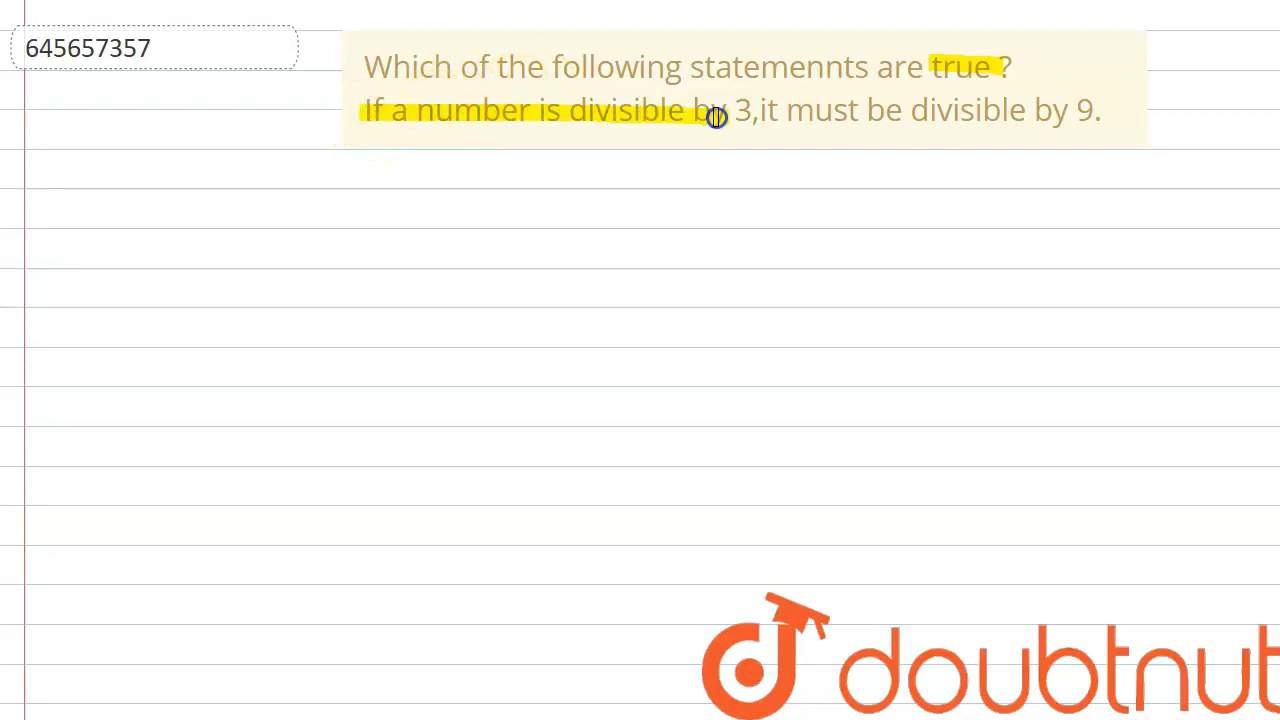 645657357
Which of the following statemennts are true ?
If a number is divisible by 3,it must be divisible by 9.
doubtnut